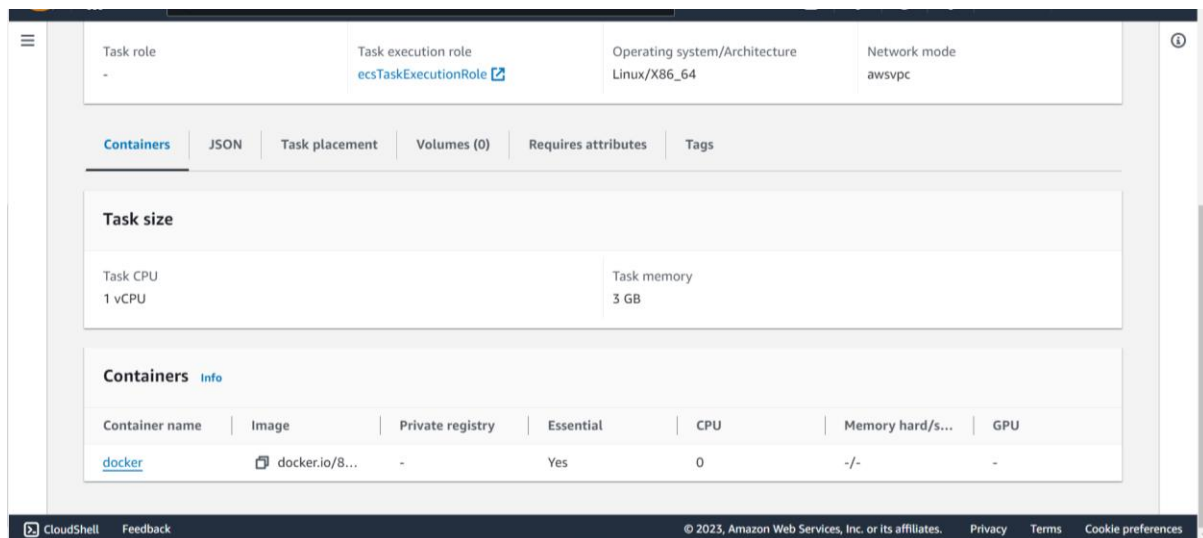 Task role Task execution role Operating system/Architecture Network mode
- ecsTaskExecutionRole Linux/X86_64 awsvpc
Containers JSON Task placement Volumes (0) Requires attributes Tags
Task size
Task CPU Task memory
1 vCPU 3 GB
Containers Info
Container name Image Private registry Essential CPU Memory hard/s... GPU
docker docker.io/8... - Yes 0 -/- -
CloudShell Feedback © 2023, Amazon Web Services, Inc. or its affiliates. Privacy Terms Cookie preferences